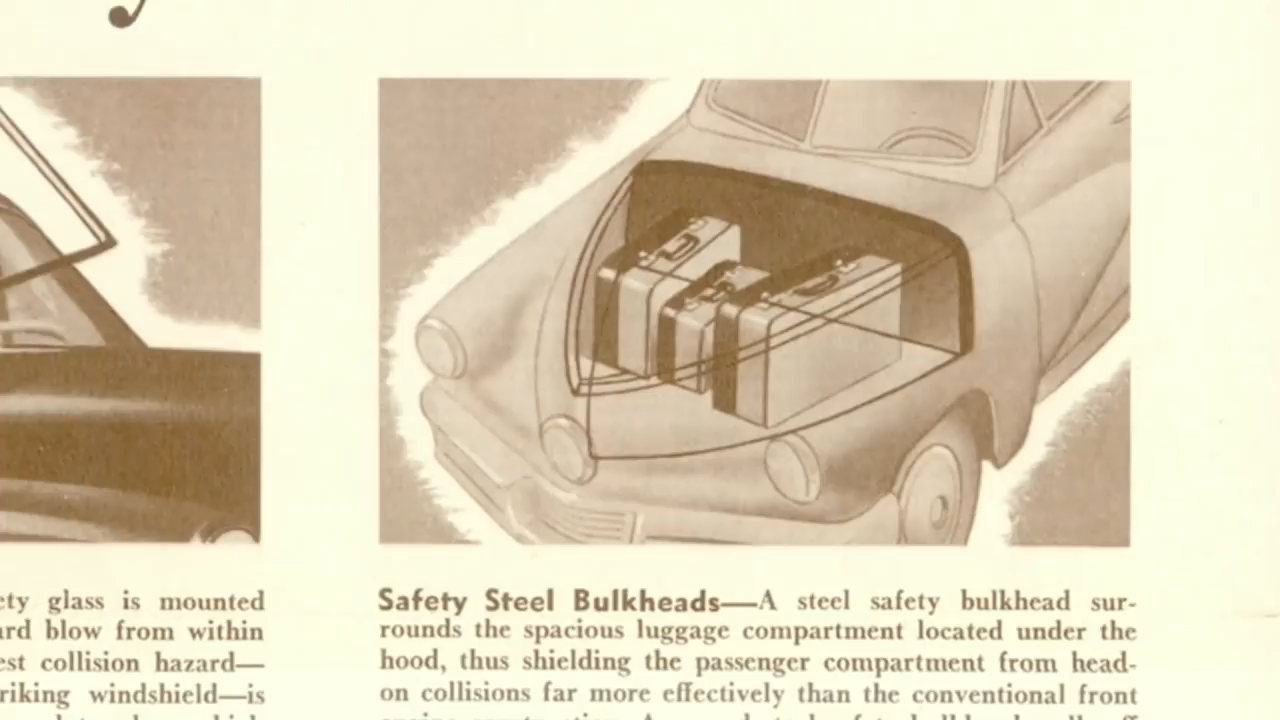 ety glass is mounted
ard blow from within
est collision hazard—
riking windshield—is
Safety Steel Bulkheads—A steel safety bulkhead sur-
rounds the spacious luggage compartment located under the
hood, thus shielding the passenger compartment from head-
on collisions far more effectively than the conventional front